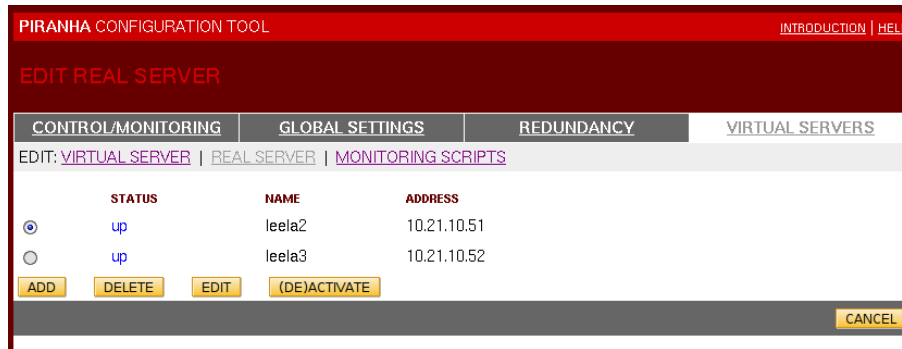 PIRANHA CONFIGURATION TOOL
INTRODUCTION | HEL
EDIT REAL SERVER
CONTROL/MONITORING GLOBAL SETTINGS REDUNDANCY VIRTUAL SERVERS
EDIT: VIRTUAL SERVER | REAL SERVER | MONITORING SCRIPTS
STATUS NAME ADDRESS
up leela2 10.21.10.51
up leela3 10.21.10.52
ADD DELETE EDIT (DE)ACTIVATE
CANCEL